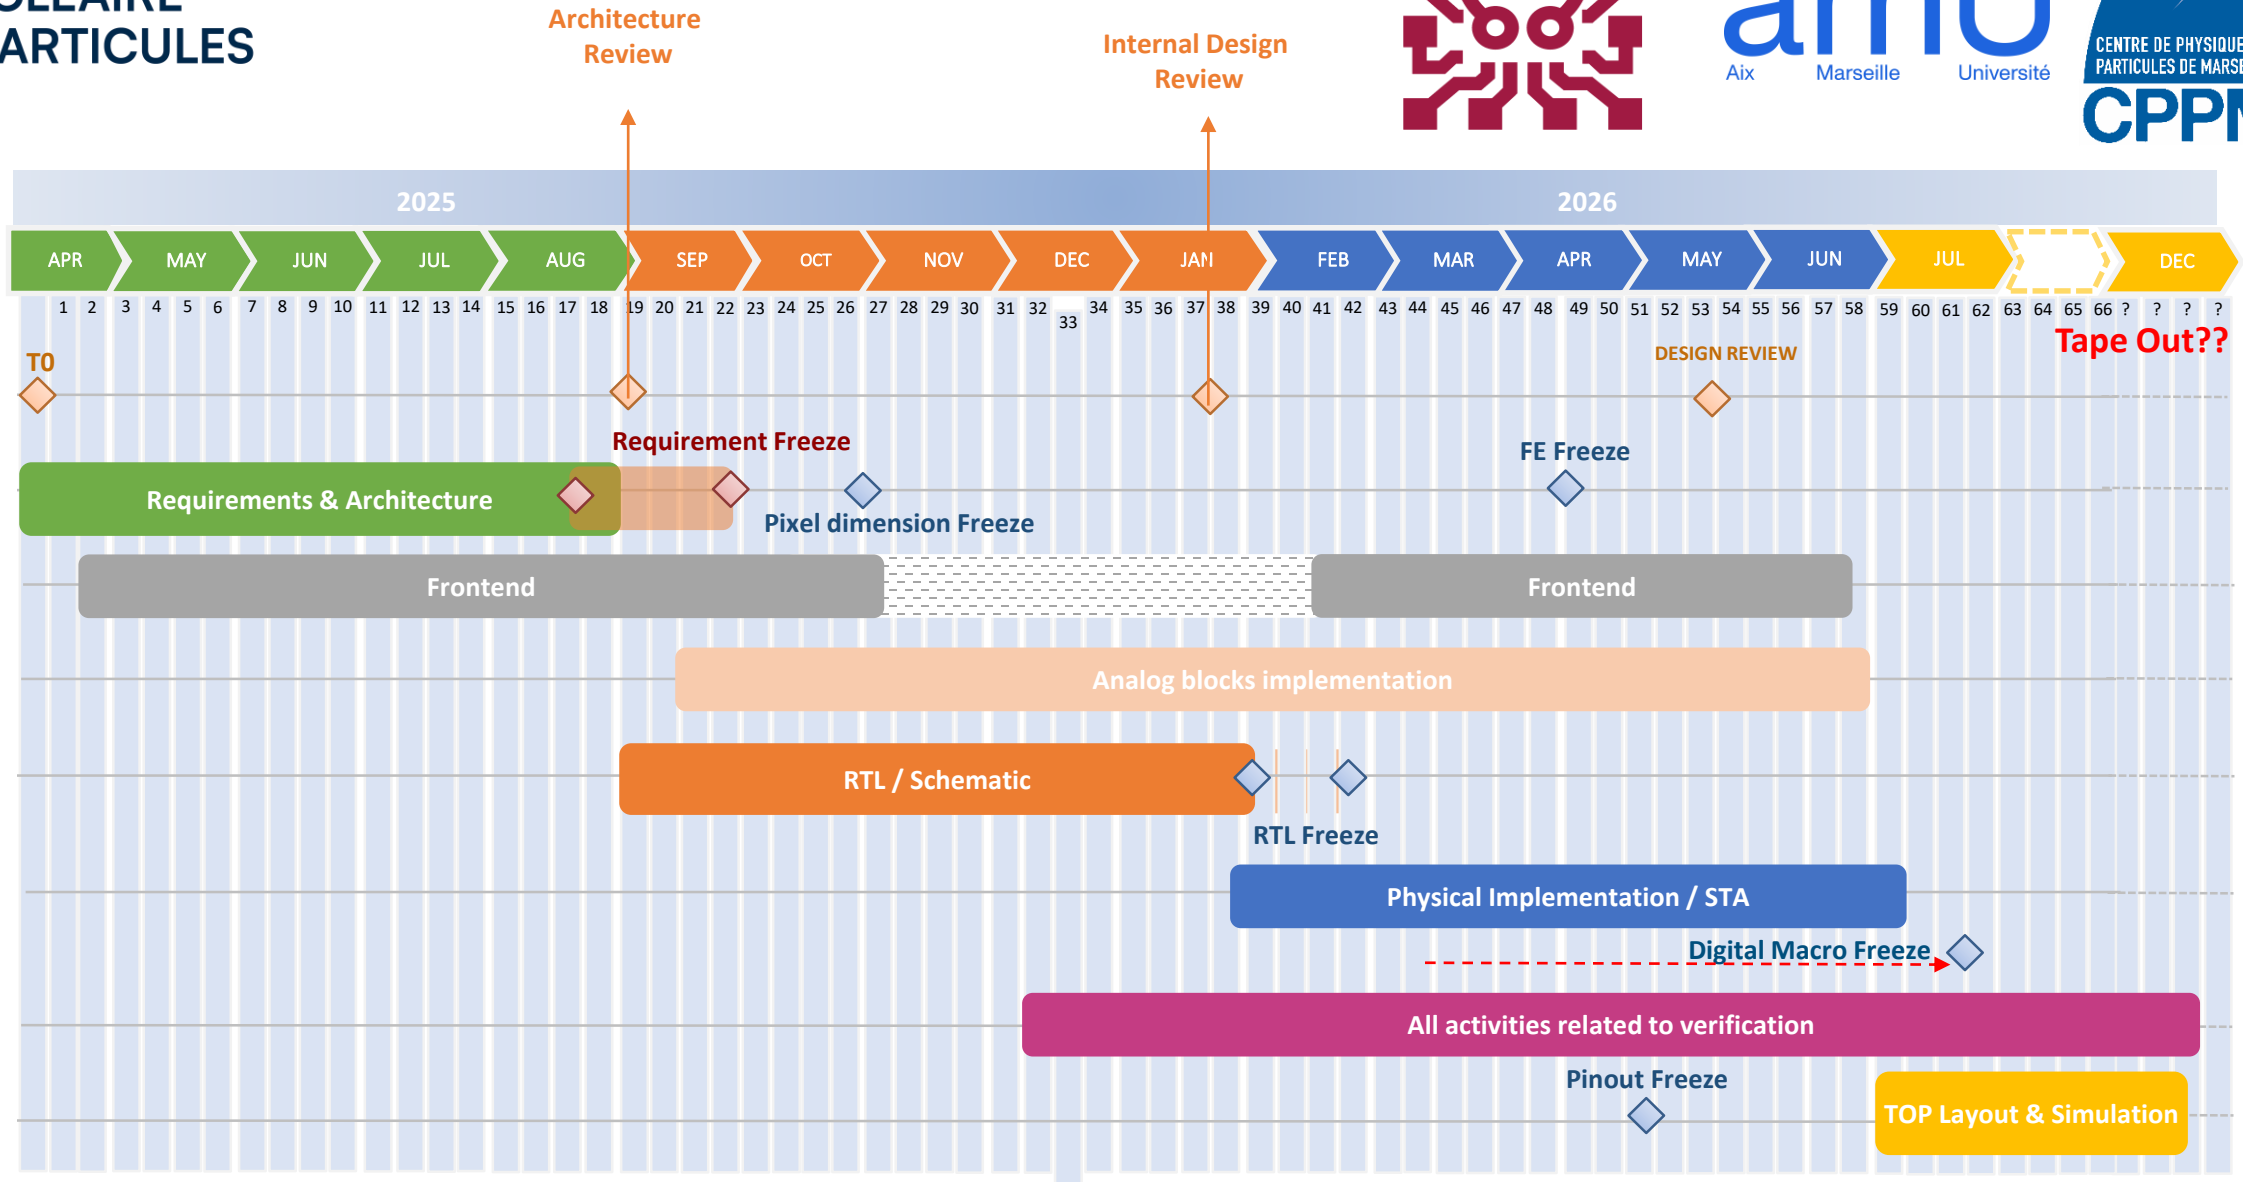 ARTICULES
Architecture
Review
Internal Design
Review
amu
Aix Marseille Université
CENTRE DE PHYSIQUE
PARTICULES DE
CPPM
2025
2026
APR MAY JUN JUL AUG SEP OCT NOV DEC JAN FEB MAR APR MAY JUN JUL DEC
1 2 3 4 5 6 7 8 9 10 11 12 13 14 15 16 17 18 19 20 21 22 23 24 25 26 27 28 29 30 31 32 33 34 35 36 37 38 39 40 41 42 43 44 45 46 47 48 49 50 51 52 53 54 55 56 57 58 59 60 61 62 63 64 65 66 ? ? ? ?
Tape Out??
T0
DESIGN REVIEW
Requirement Freeze
FE Freeze
Requirements & Architecture
Pixel dimension Freeze
Frontend
Frontend
Analog blocks implementation
RTL / Schematic
RTL Freeze
Physical Implementation / STA
Digital Macro Freeze
All activities related to verification
Pinout Freeze
TOP Layout & Simulation